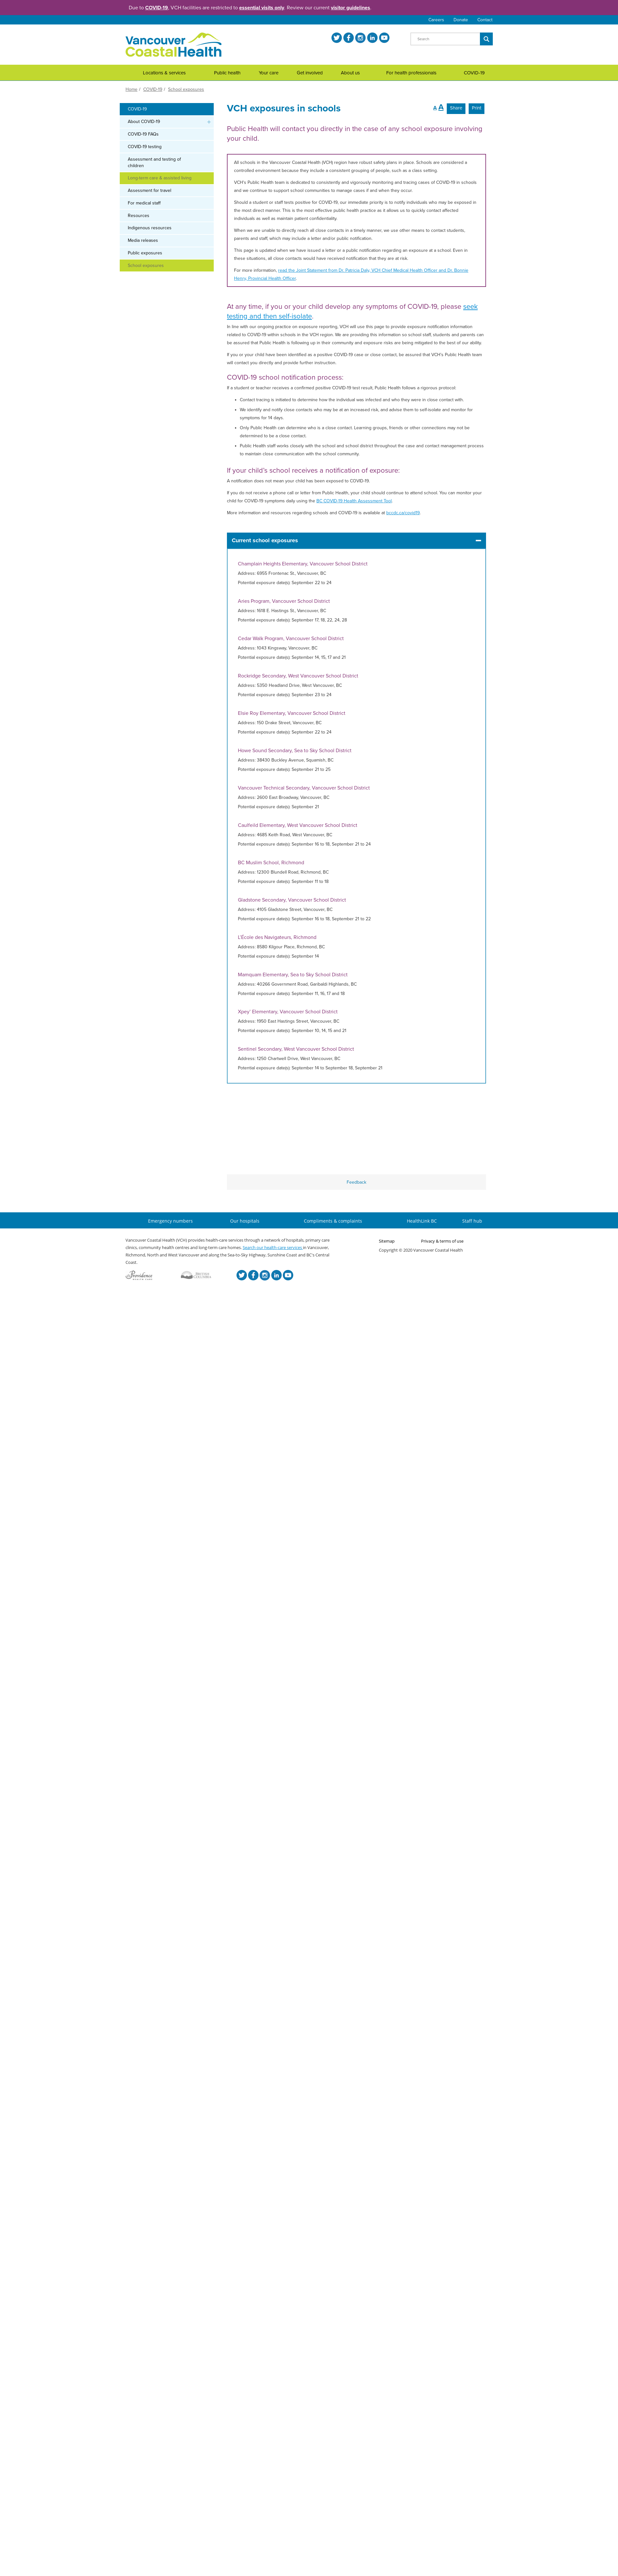 Due to COVID-19, VCH facilities are restricted to essential visits only. Review our current visitor guidelines.
Careers Donate Contact
Vancouver
CoastalHealth
Search
Locations & services Public health Your care Get involved About us For health professionals COVID-19
Home / COVID-19 / School exposures
COVID-19
About COVID-19
COVID-19 FAQs
COVID-19 testing
Assessment and testing of
children
Long-term care & assisted living
Assessment for travel
For medical staff
Resources
Indigenous resources
Media releases
Public exposures
School exposures
VCH exposures in schools
A A Share Print
Public Health will contact you directly in the case of any school exposure involving
your child.
All schools in the Vancouver Coastal Health (VCH) region have robust safety plans in place. Schools are considered a
controlled environment because they include a consistent grouping of people, such as a class setting.
VCH's Public Health team is dedicated to consistently and vigorously monitoring and tracing cases of COVID-19 in schools
and we continue to support school communities to manage if and when they occur.
Should a student or staff tests positive for COVID-19, our immediate priority is to notify individuals who may be exposed in
the most direct manner. This is the most effective public health practice as it allows us to quickly contact affected
individuals as well as maintain patient confidentiality.
When we are unable to directly reach all close contacts in a timely manner, we use other means to contact students,
parents and staff, which may include a letter and/or public notification.
This page is updated when we have issued a letter or a public notification regarding an exposure at a school. Even in
these situations, all close contacts would have received notification that they are at risk.
For more information, read the Joint Statement from Dr. Patricia Daly, VCH Chief Medical Health Officer and Dr. Bonnie
Henry, Provincial Health Officer.
At any time, if you or your child develop any symptoms of COVID-19, please seek
testing and then self-isolate.
In line with our ongoing practice on exposure reporting, VCH will use this page to provide exposure notification information
related to COVID-19 within schools in the VCH region. We are providing this information so school staff, students and parents can
be assured that Public Health is following up in their community and exposure risks are being mitigated to the best of our ability.
If you or your child have been identified as a positive COVID-19 case or close contact, be assured that VCH's Public Health team
will contact you directly and provide further instruction.
COVID-19 school notification process:
If a student or teacher receives a confirmed positive COVID-19 test result, Public Health follows a rigorous protocol:
• Contact tracing is initiated to determine how the individual was infected and who they were in close contact with.
• We identify and notify close contacts who may be at an increased risk, and advise them to self-isolate and monitor for
symptoms for 14 days.
• Only Public Health can determine who is a close contact. Learning groups, friends or other connections may not be
determined to be a close contact.
• Public Health staff works closely with the school and school district throughout the case and contact management process
to maintain close communication with the school community.
If your child's school receives a notification of exposure:
A notification does not mean your child has been exposed to COVID-19
If you do not receive a phone call or letter from Public Health, your child should continue to attend school. You can monitor your
child for COVID-19 symptoms daily using the BC COVID-19 Health Assessment Tool.
More information and resources regarding schools and COVID-19 is available at bccdc.ca/covid19.
Current school exposures
Champlain Heights Elementary, Vancouver School District
Address: 6955 Frontenac St., Vancouver, BC
Potential exposure date(s): September 22 to 24
Aries Program, Vancouver School District
Address: 1618 E. Hastings St., Vancouver, BC
Potential exposure date(s): September 17, 18, 22, 24, 28
Cedar Walk Program, Vancouver School District
Address: 1043 Kingsway, Vancouver, BC
Potential exposure date(s): September 14, 15, 17 and 21
Rockridge Secondary, West Vancouver School District
Address: 5350 Headland Drive, West Vancouver, BC
Potential exposure date(s): September 23 to 24
Elsie Roy Elementary, Vancouver School District
Address: 150 Drake Street, Vancouver, BC
Potential exposure date(s): September 22 to 24
Howe Sound Secondary, Sea to Sky School District
Address: 38430 Buckley Avenue, Squamish, BC
Potential exposure date(s): September 21 to 25
Vancouver Technical Secondary, Vancouver School District
Address: 2600 East Broadway, Vancouver, BC
Potential exposure date(s): September 21
Caulfeild Elementary, West Vancouver School District
Address: 4685 Keith Road, West Vancouver, BC
Potential exposure date(s): September 16 to 18, September 21 to 24
BC Muslim School, Richmond
Address: 12300 Blundell Road, Richmond, BC
Potential exposure date(s): September 11 to 18
Gladstone Secondary, Vancouver School District
Address: 4105 Gladstone Street, Vancouver, BC
Potential exposure date(s): September 16 to 18, September 21 to 22
L'École des Navigateurs, Richmond
Address: 8580 Kilgour Place, Richmond, BC
Potential exposure date(s): September 14
Mamquam Elementary, Sea to Sky School District
Address: 40266 Government Road, Garibaldi Highlands, BC
Potential exposure date(s): September 11, 16, 17 and 18
Xpey' Elementary, Vancouver School District
Address: 1950 East Hastings Street, Vancouver, BC
Potential exposure date(s): September 10, 14, 15 and 21
Sentinel Secondary, West Vancouver School District
Address: 1250 Chartwell Drive, West Vancouver, BC
Potential exposure date(s): September 14 to September 18, September 21
Feedback
Emergency numbers Our hospitals Compliments & complaints HealthLink BC Staff hub
Vancouver Coastal Health (VCH) provides health-care services through a network of hospitals, primary care
clinics, community health centres and long-term care homes. Search our health-care services in Vancouver,
Richmond, North and West Vancouver and along the Sea-to-Sky Highway, Sunshine Coast and BC's Central
Coast.
Sitemap Privacy & terms of use
Copyright © 2020 Vancouver Coastal Health
Providence
British Columbia